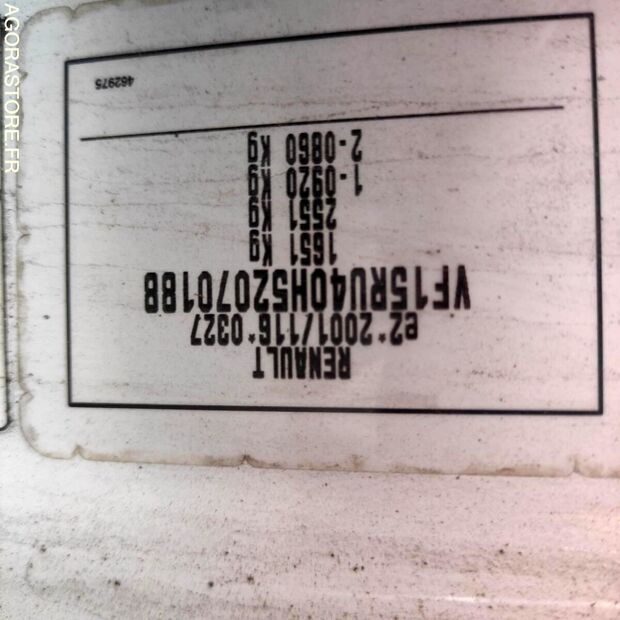 RENAULT
e2*2001/116*0327
VF15RU40H52070188
1651 Kg
2551 Kg
1-0920 Kg
2-0860 Kg
462975
AGORASTORE.FR